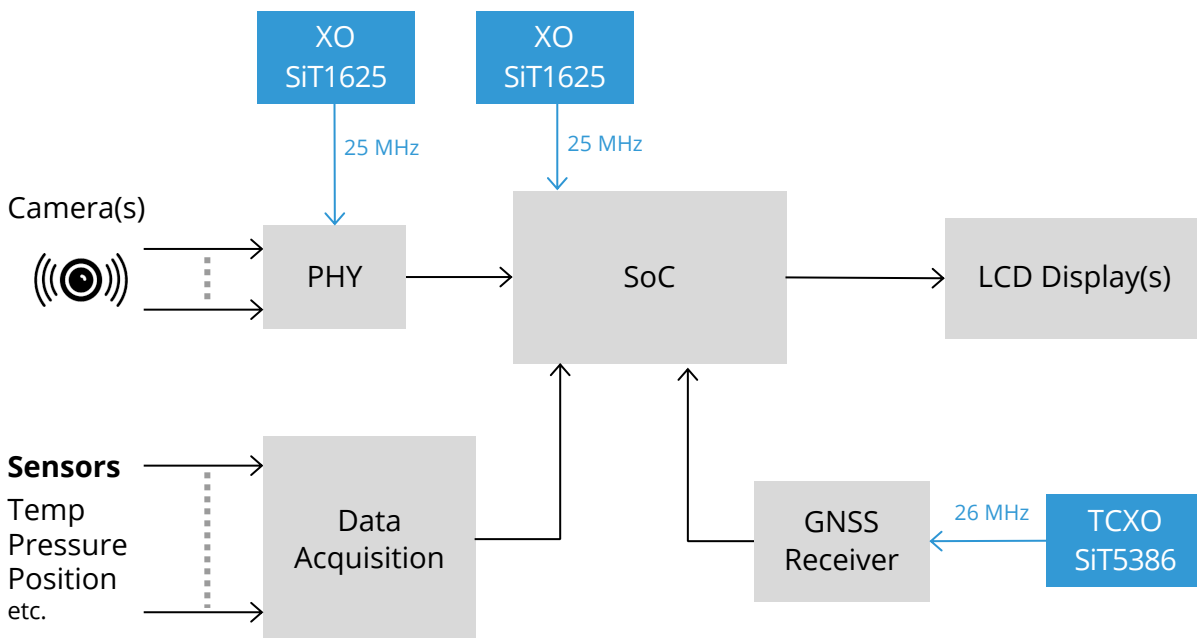 XO
SiT1625
XO
SiT1625
25 MHz
25 MHz
Camera(s)
PHY
SoC
LCD Display(s)
Sensors
Temp
Pressure
Position
etc.
Data
Acquisition
GNSS
Receiver
26 MHz
TCXO
SiT5386